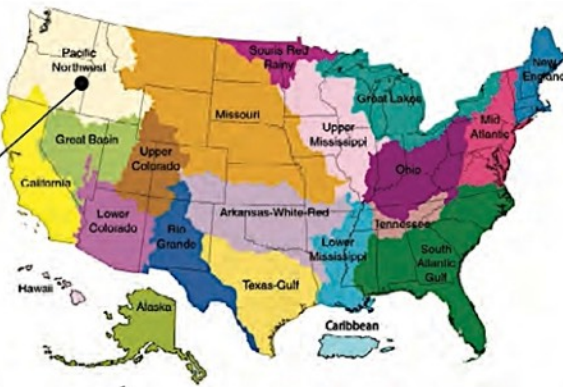 Pacific
Northwest
Souris Red
Rainy
New
England
Great Lakes
Missouri
Mid
Atlantic
Upper
Mississippi
Great Basin
Upper
Colorado
Ohio
California
Arkansas-White-Red
Tennessee
Lower
Colorado
Rio
Grande
Lower
Mississippi
South
Atlantic
Gulf
Texas-Gulf
Hawaii
Alaska
Caribbean